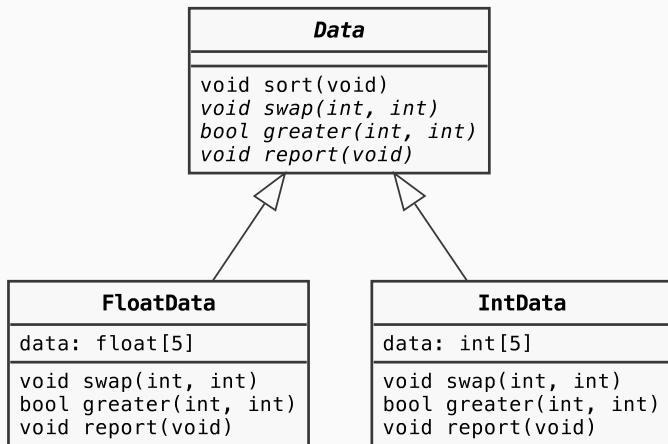 Data
void sort(void)
void swap(int, int)
bool greater(int, int)
void report(void)
FloatData
data: float[5]
void swap(int, int)
bool greater(int, int)
void report(void)
IntData
data: int[5]
void swap(int, int)
bool greater(int, int)
void report(void)